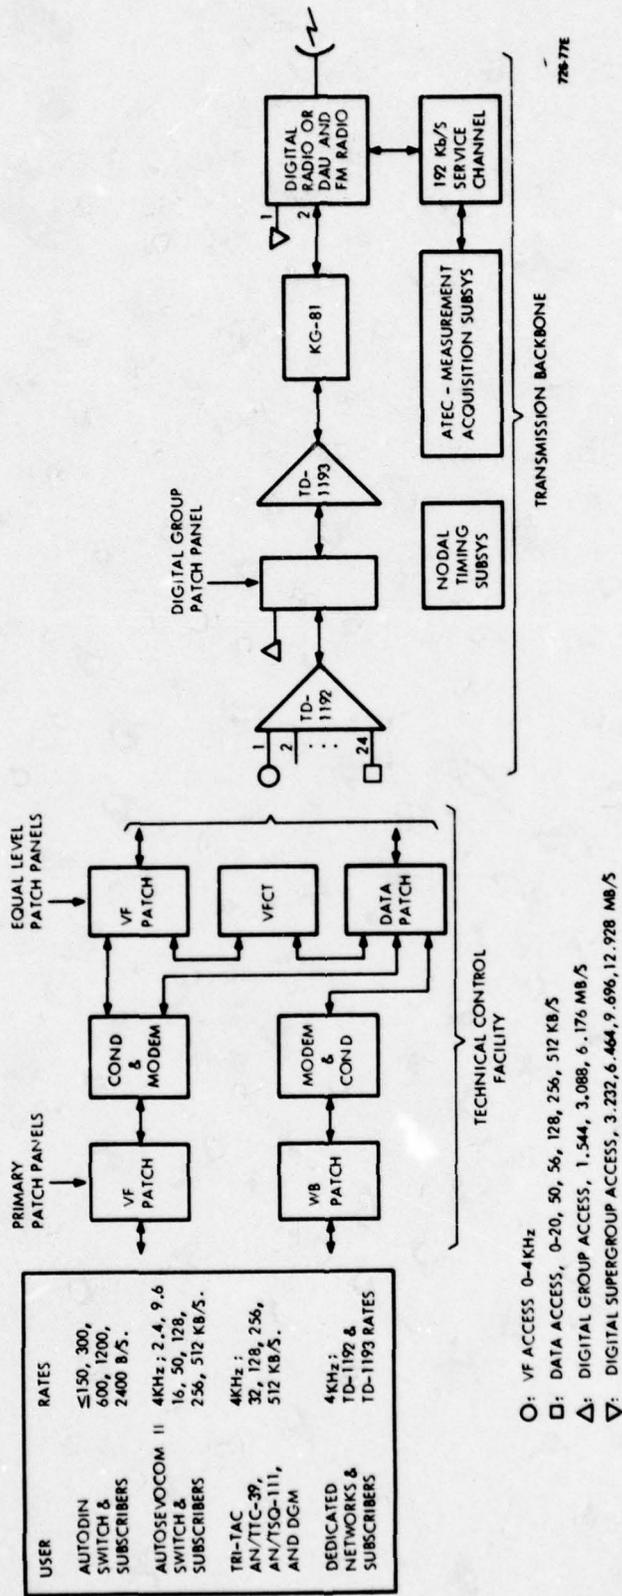 USER RATES
AUTODIN
SWITCH &
SUBSCRIBERS
≤150, 300,
600, 1200,
2400 B/S.
AUTOSEVOCOM II
SWITCH &
SUBSCRIBERS
4KHz ; 2.4, 9.6
16, 50, 128,
256, 512 KB/S.
TRI-TAC
AN/TTC-39,
AN/TSQ-111,
AND DGM
4KHz ;
32, 128, 256,
512 KB/S.
DEDICATED
NETWORKS &
SUBSCRIBERS
4KHz ;
TD-1192 &
TD-1193 RATES
PRIMARY
PATCH PANELS
VF
PATCH
WB
PATCH
COND
&
MODEM
MODEM
&
COND
EQUAL LEVEL
PATCH PANELS
VF
PATCH
VFCT
DATA
PATCH
TECHNICAL CONTROL
FACILITY
1
2
:
:
24
TD-
1192
DIGITAL GROUP
PATCH PANEL
TD-
1193
KG-81
1
2
DIGITAL
RADIO OR
DAU AND
FM RADIO
NODAL
TIMING
SUBSYS
ATEC - MEASUREMENT
ACQUISITION SUBSYS
192 Kb/S
SERVICE
CHANNEL
TRANSMISSION BACKBONE
726-77E
O: VF ACCESS 0-4KHz
□: DATA ACCESS, 0-20, 50, 56, 128, 256, 512 KB/S
△: DIGITAL GROUP ACCESS, 1.544, 3.088, 6.176 MB/S
▽: DIGITAL SUPERGROUP ACCESS, 3.232, 6.464, 9.696, 12.928 MB/S